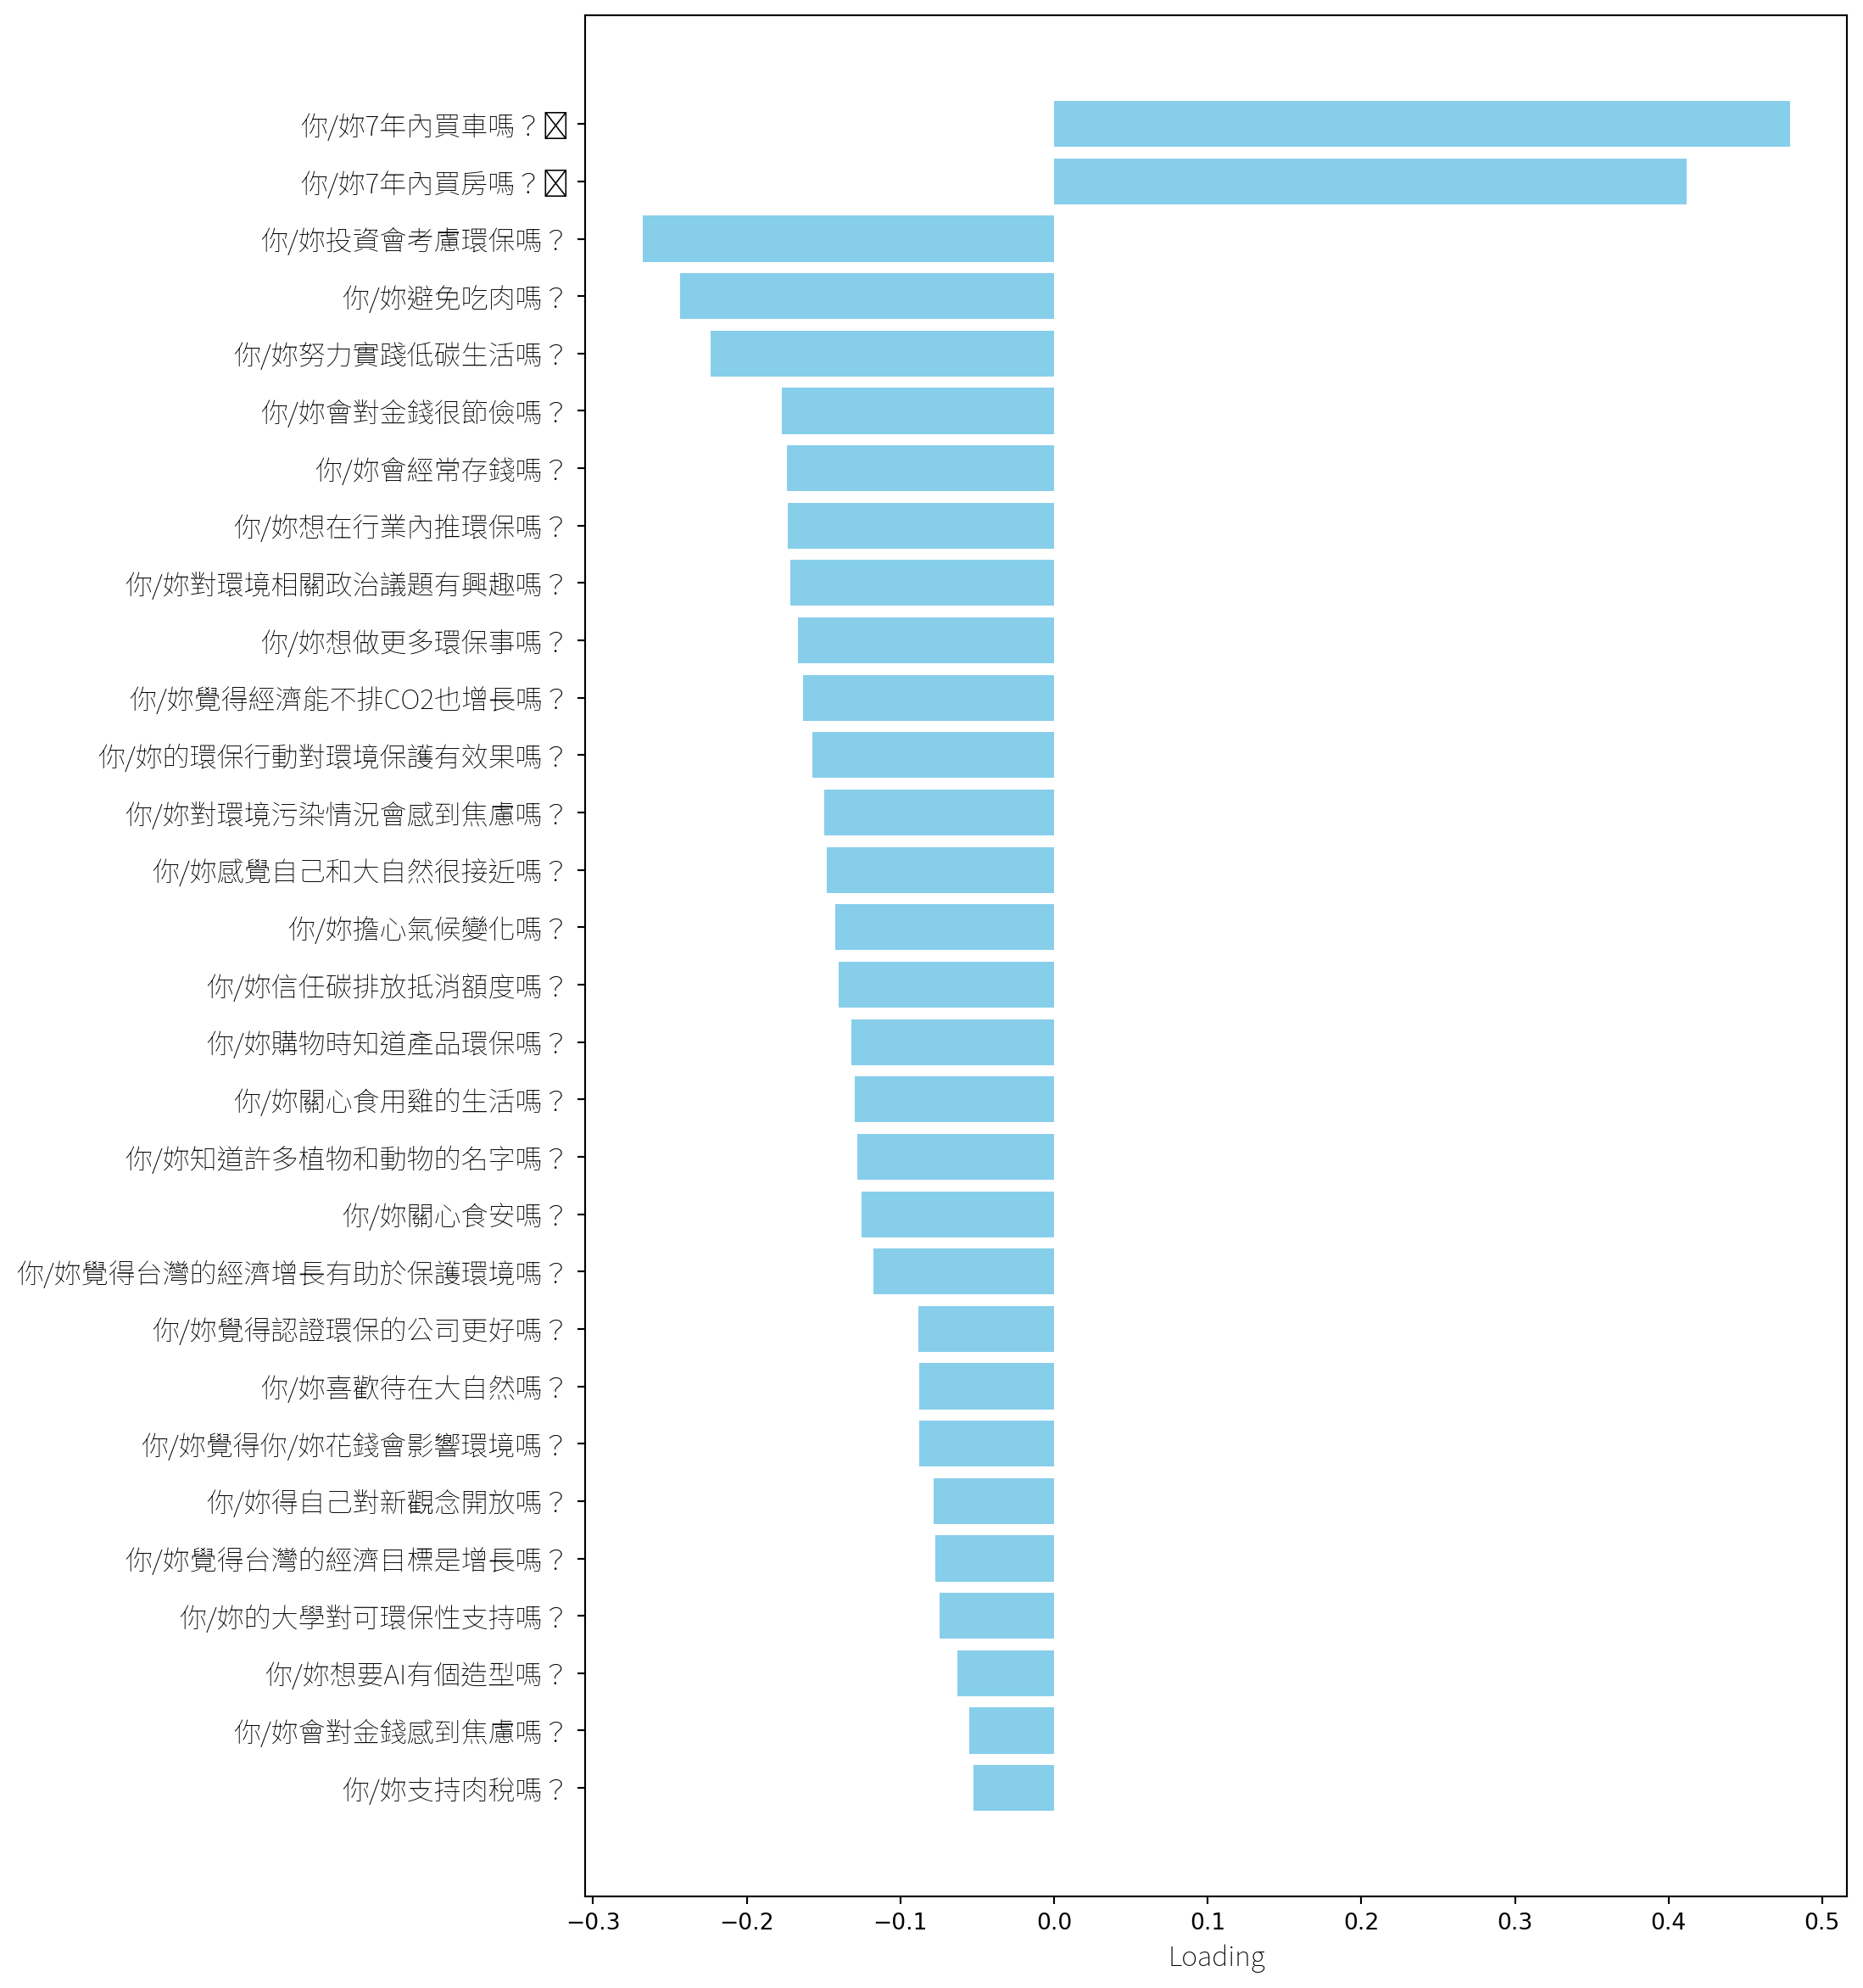 你/妳7年內買車嗎？
你/妳7年內買房嗎？
你/妳投資會考慮環保嗎？
你/妳避免吃肉嗎？
你/妳努力實踐低碳生活嗎？
你/妳會對金錢很節儉嗎？
你/妳會經常存錢嗎？
你/妳想在行業內推環保嗎？
你/妳對環境相關政治議題有興趣嗎？
你/妳想做更多環保事嗎？
你/妳覺得經濟能不排CO2也增長嗎？
你/妳的環保行動對環境保護有效果嗎？
你/妳對環境污染情況會感到焦慮嗎？
你/妳感覺自己和大自然很接近嗎？
你/妳擔心氣候變化嗎？
你/妳信任碳排放抵消額度嗎？
你/妳購物時知道產品環保嗎？
你/妳關心食用雞的生活嗎？
你/妳知道許多植物和動物的名字嗎？
你/妳關心食安嗎？
你/妳覺得台灣的經濟增長有助於保護環境嗎？
你/妳覺得認證環保的公司更好嗎？
你/妳喜歡待在大自然嗎？
你/妳覺得你/妳花錢會影響環境嗎？
你/妳得自己對新觀念開放嗎？
你/妳覺得台灣的經濟目標是增長嗎？
你/妳的大學對可環保性支持嗎？
你/妳想要AI有個造型嗎？
你/妳會對金錢感到焦慮嗎？
你/妳支持肉稅嗎？
−0.3 −0.2 −0.1 0.0 0.1 0.2 0.3 0.4 0.5
Loading